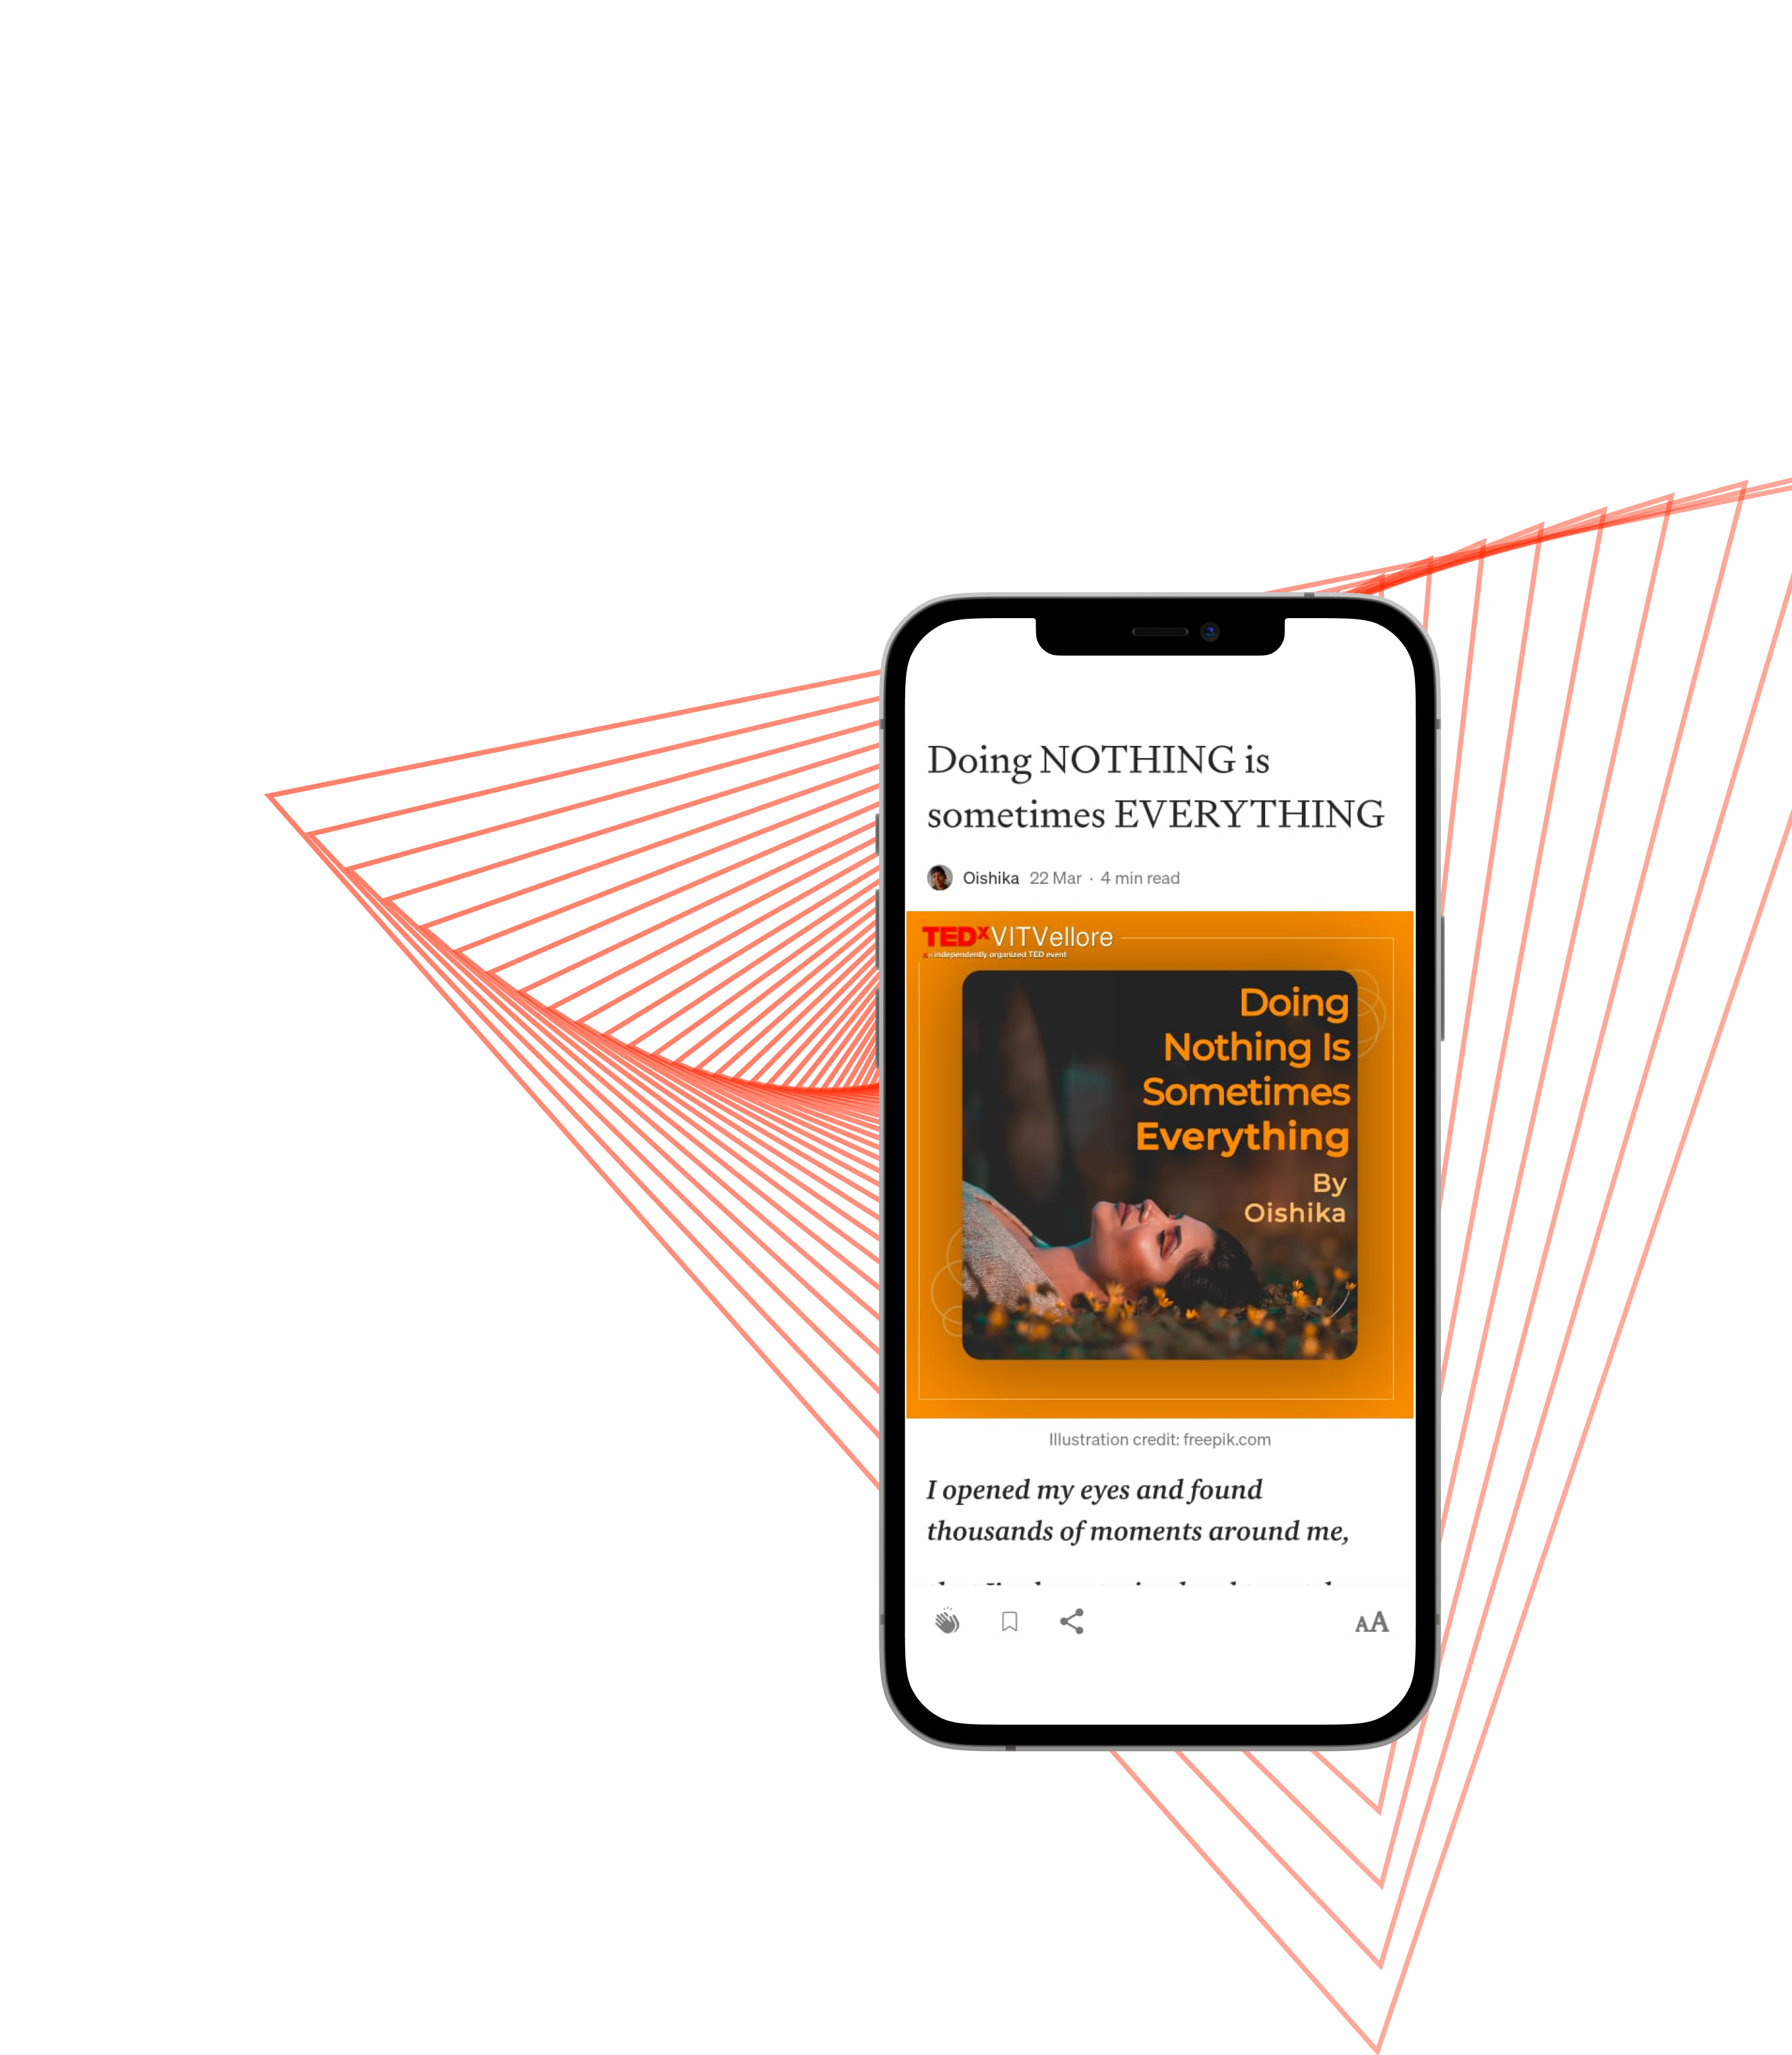 Doing NOTHING is
sometimes EVERYTHING
Oishika 22 Mar · 4 min read
TEDxVITVellore
x = independently organized TED event
Doing
Nothing Is
Sometimes
Everything
By
Oishika
Illustration credit: freepik.com
I opened my eyes and found
thousands of moments around me,
AA